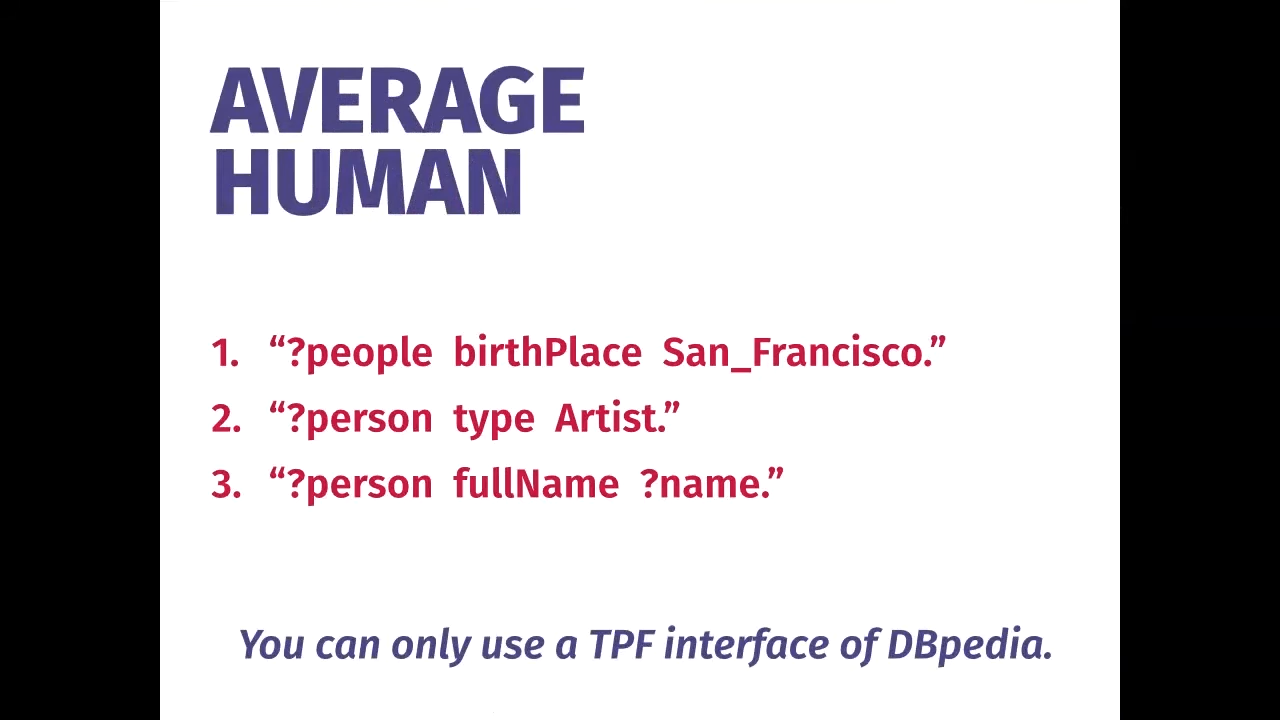 AVERAGE
HUMAN
1. “?people birthPlace San_Francisco.”
2. “?person type Artist.”
3. “?person fullName ?name.”
You can only use a TPF interface of DBpedia.